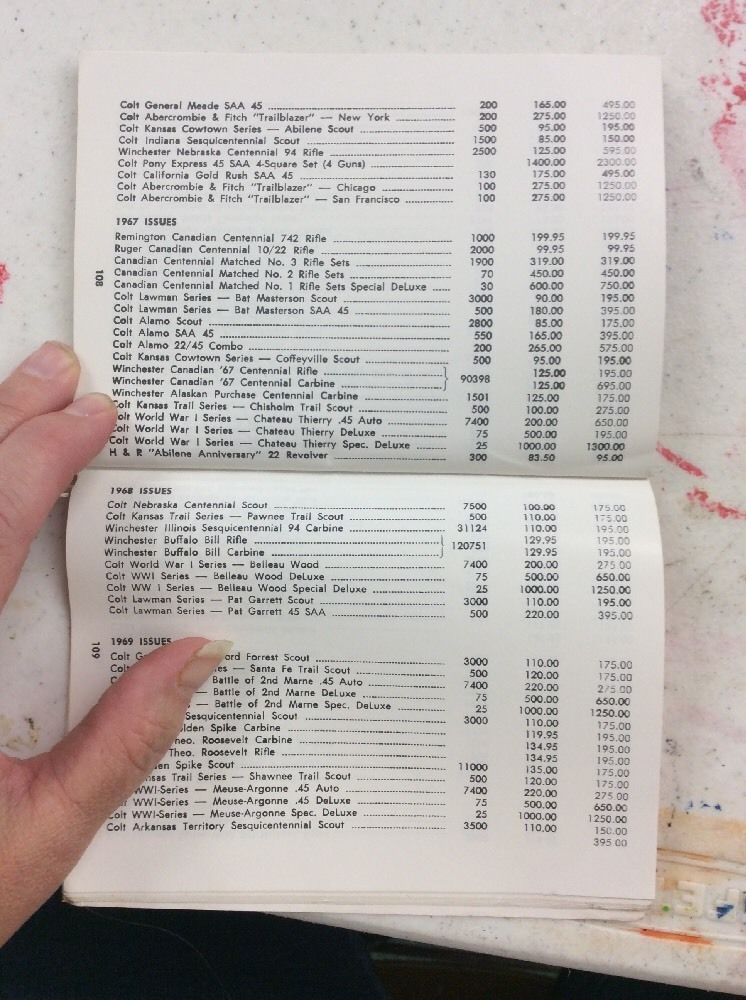 Colt General Meade SAA 45 200 165.00 495.00
Colt Abercrombie & Fitch "Trailblazer" — New York 200 275.00 1250.00
Colt Kansas Cowtown Series — Abilene Scout 500 95.00 195.00
Colt Indiana Sesquicentennial Scout 1500 85.00 150.00
Winchester Nebraska Centennial 94 Rifle 2500 125.00 595.00
Colt Pony Express 45 SAA 4-Square Set (4 Guns) 1400.00 2300.00
Colt California Gold Rush SAA 45 130 175.00 495.00
Colt Abercrombie & Fitch "Trailblazer" — Chicago 100 275.00 1250.00
Colt Abercrombie & Fitch "Trailblazer" — San Francisco 100 275.00 1250.00
1967 ISSUES
Remington Canadian Centennial 742 Rifle 1000 199.95 199.95
Ruger Canadian Centennial 10/22 Rifle 2000 99.95 99.95
Canadian Centennial Matched No. 3 Rifle Sets 1900 319.00 319.00
Canadian Centennial Matched No. 2 Rifle Sets 70 450.00 450.00
Canadian Centennial Matched No. 1 Rifle Sets Special DeLuxe 30 600.00 750.00
Colt Lawman Series — Bat Masterson Scout 3000 90.00 195.00
Colt Lawman Series — Bat Masterson SAA 45 500 180.00 395.00
Colt Alamo Scout 2800 85.00 175.00
Colt Alamo SAA 45 550 165.00 395.00
Colt Alamo 22/45 Combo 200 265.00 575.00
Colt Kansas Cowtown Series — Coffeyville Scout 500 95.00 195.00
Winchester Canadian '67 Centennial Rifle 125.00 195.00
90398
Winchester Canadian '67 Centennial Carbine 125.00 695.00
Winchester Alaskan Purchase Centennial Carbine 1501 125.00 175.00
Colt Kansas Trail Series — Chisholm Trail Scout 500 100.00 275.00
Colt World War I Series — Chateau Thierry .45 Auto 7400 200.00 650.00
Colt World War I Series — Chateau Thierry DeLuxe 75 500.00 195.00
Colt World War I Series — Chateau Thierry Spec. DeLuxe 25 1000.00 1300.00
H & R "Abilene Anniversary" 22 Revolver 300 83.50 95.00
108
1968 ISSUES
Colt Nebraska Centennial Scout 7500 100.00 175.00
Colt Kansas Trail Series — Pawnee Trail Scout 500 110.00 175.00
Winchester Illinois Sesquicentennial 94 Carbine 31124 110.00 195.00
Winchester Buffalo Bill Rifle 129.95 195.00
120751
Winchester Buffalo Bill Carbine 129.95 195.00
Colt World War I Series — Belleau Wood 7400 200.00 275.00
Colt WWI Series — Belleau Wood DeLuxe 75 500.00 650.00
Colt WW I Series — Belleau Wood Special DeLuxe 25 1000.00 1250.00
Colt Lawman Series — Pat Garrett Scout 3000 110.00 195.00
Colt Lawman Series — Pat Garrett 45 SAA 500 220.00 395.00
1969 ISSUES
Colt G ord Forrest Scout 3000 110.00 175.00
Colt es — Santa Fe Trail Scout 500 120.00 175.00
Battle of 2nd Marne .45 Auto 7400 220.00 275.00
— Battle of 2nd Marne DeLuxe 75 500.00 650.00
— Battle of 2nd Marne Spec. DeLuxe 25 1000.00 1250.00
Sesquicentennial Scout 3000 110.00 175.00
lden Spike Carbine 119.95 195.00
heo. Roosevelt Carbine 134.95 195.00
Theo. Roosevelt Rifle 134.95 195.00
en Spike Scout 11000 135.00 175.00
nsas Trail Series — Shawnee Trail Scout 500 120.00 175.00
WWI-Series — Meuse-Argonne .45 Auto 7400 220.00 275.00
WWI-Series — Meuse-Argonne .45 DeLuxe 75 500.00 650.00
Colt WWI-Series — Meuse-Argonne Spec. DeLuxe 25 1000.00 1250.00
Colt Arkansas Territory Sesquicentennial Scout 3500 110.00 150.00
395.00
109